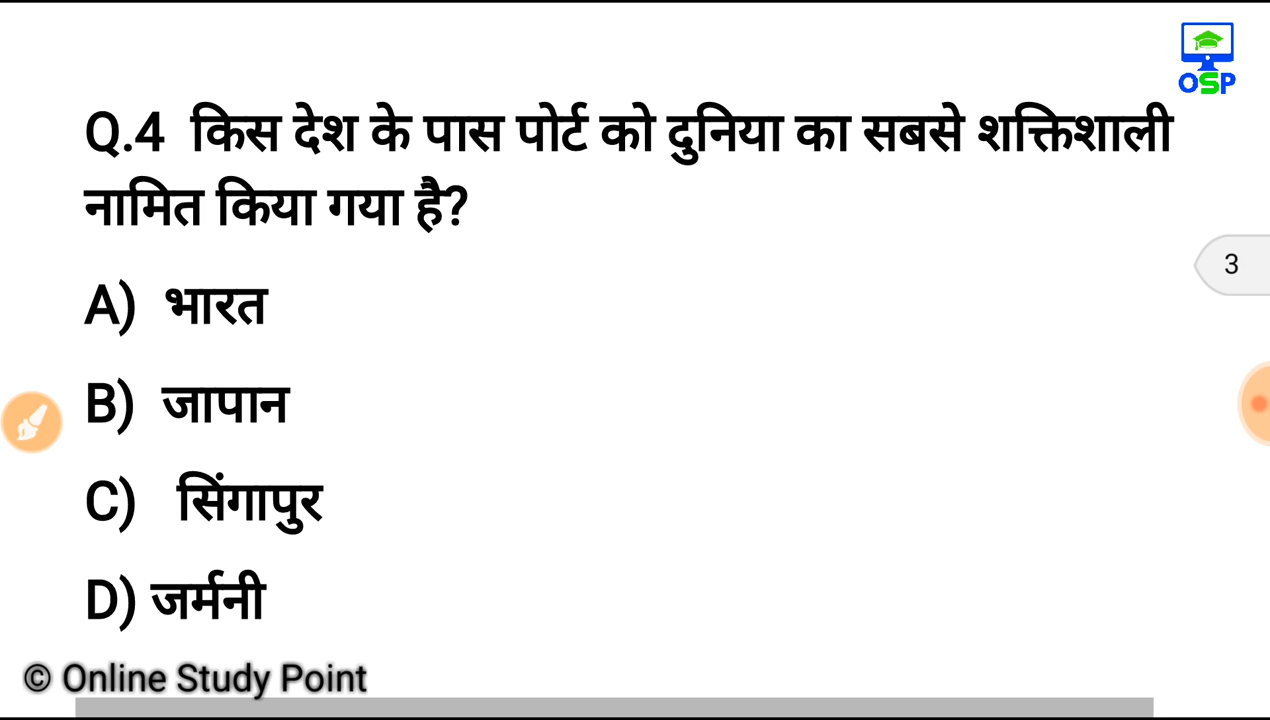 OSP
Q.4 किस देश के पास पोर्ट को दुनिया का सबसे शक्तिशाली
नामित किया गया है?
3
A) भारत
B) जापान
C) सिंगापुर
D) जर्मनी
© Online Study Point